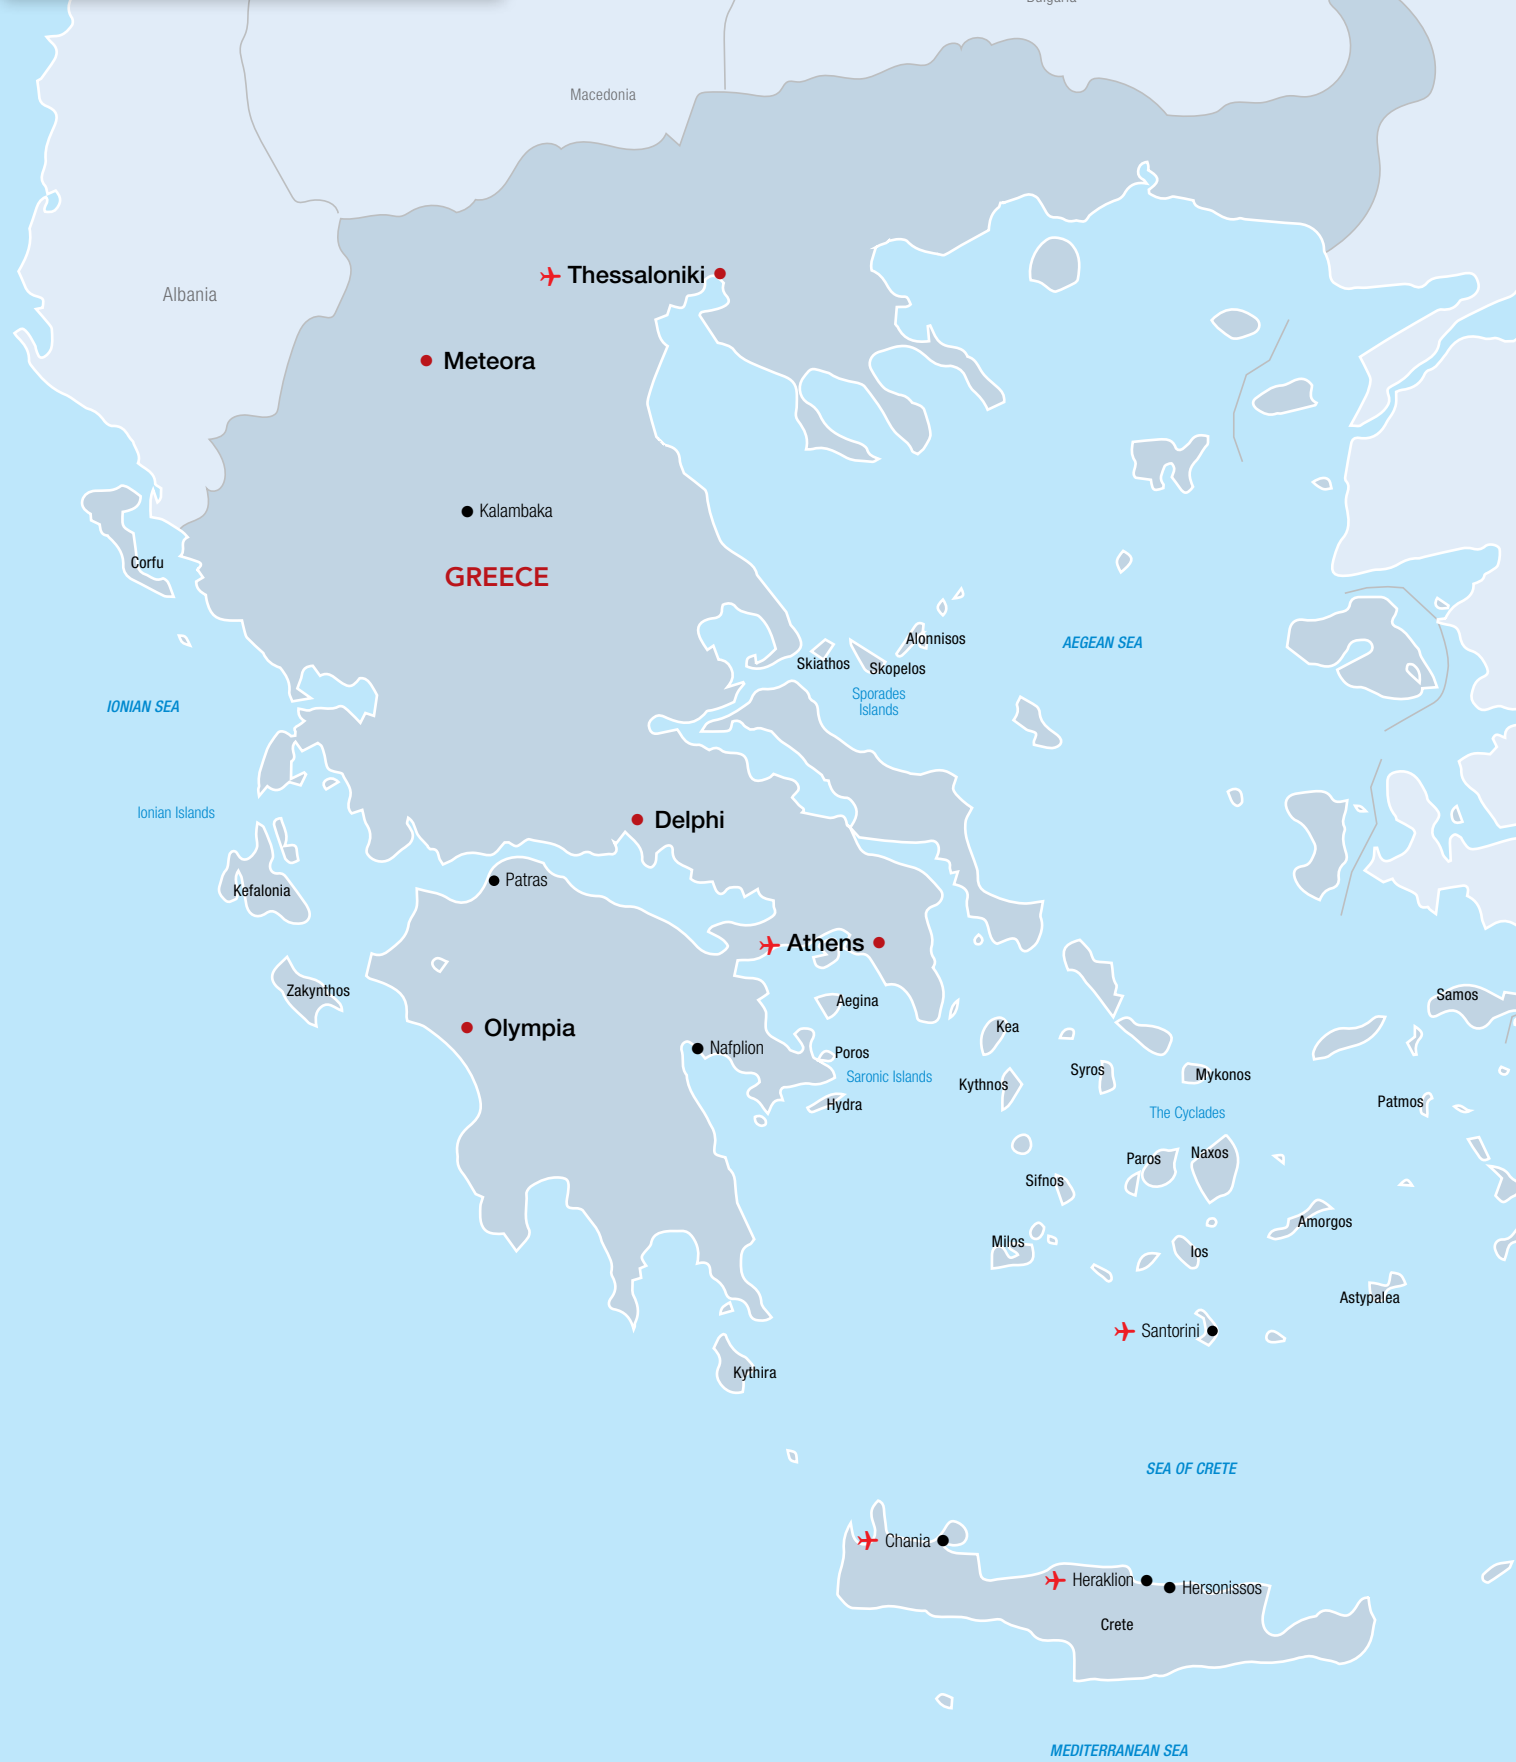 Bulgaria
Macedonia
Thessaloniki
Albania
Meteora
Kalambaka
Corfu
GREECE
Alonnisos
AEGEAN SEA
Skiathos
Skopelos
Sporades
Islands
IONIAN SEA
Ionian Islands
Delphi
Patras
Kefalonia
Athens
Zakynthos
Samos
Aegina
Olympia
Kea
Nafplion
Poros
Syros
Mykonos
Saronic Islands
Kythnos
Patmos
Hydra
The Cyclades
Naxos
Paros
Sifnos
Amorgos
Milos
Ios
Astypalea
Santorini
Kythira
SEA OF CRETE
Chania
Heraklion
Hersonissos
Crete
MEDITERRANEAN SEA